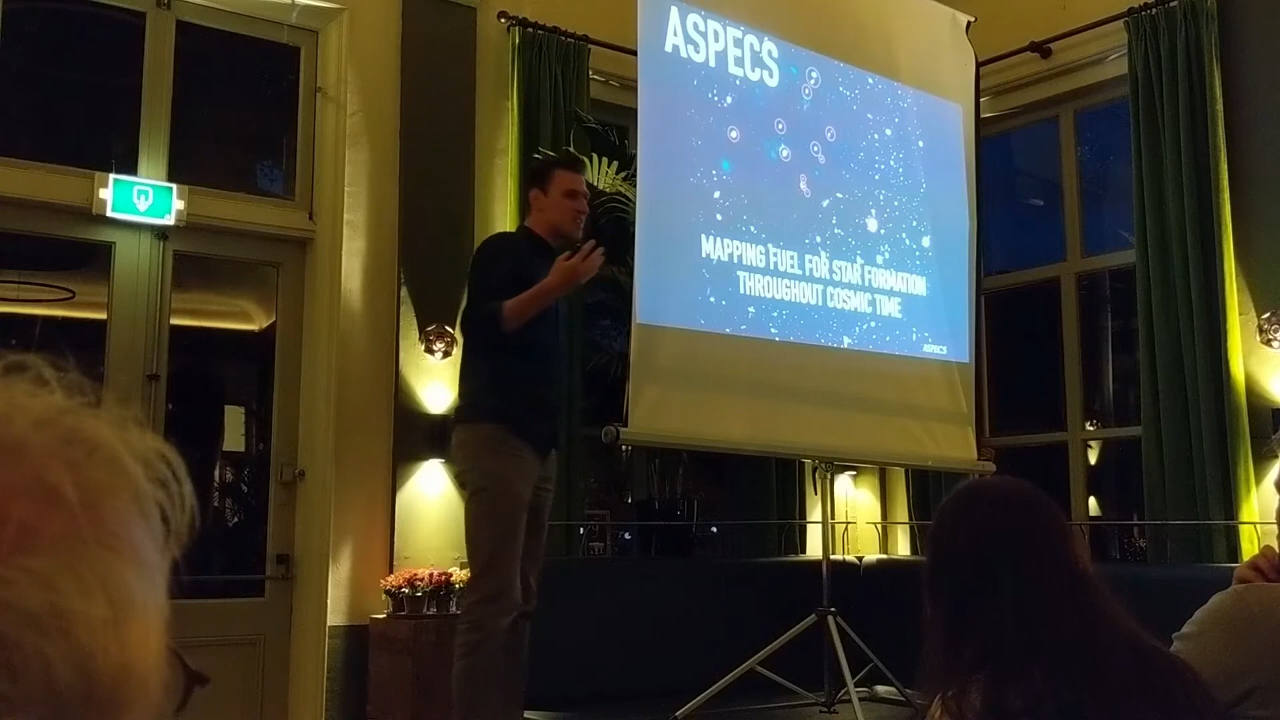 ASPECS
MAPPING FUEL FOR STAR FORMATION
THROUGHOUT COSMIC TIME
ASPECS